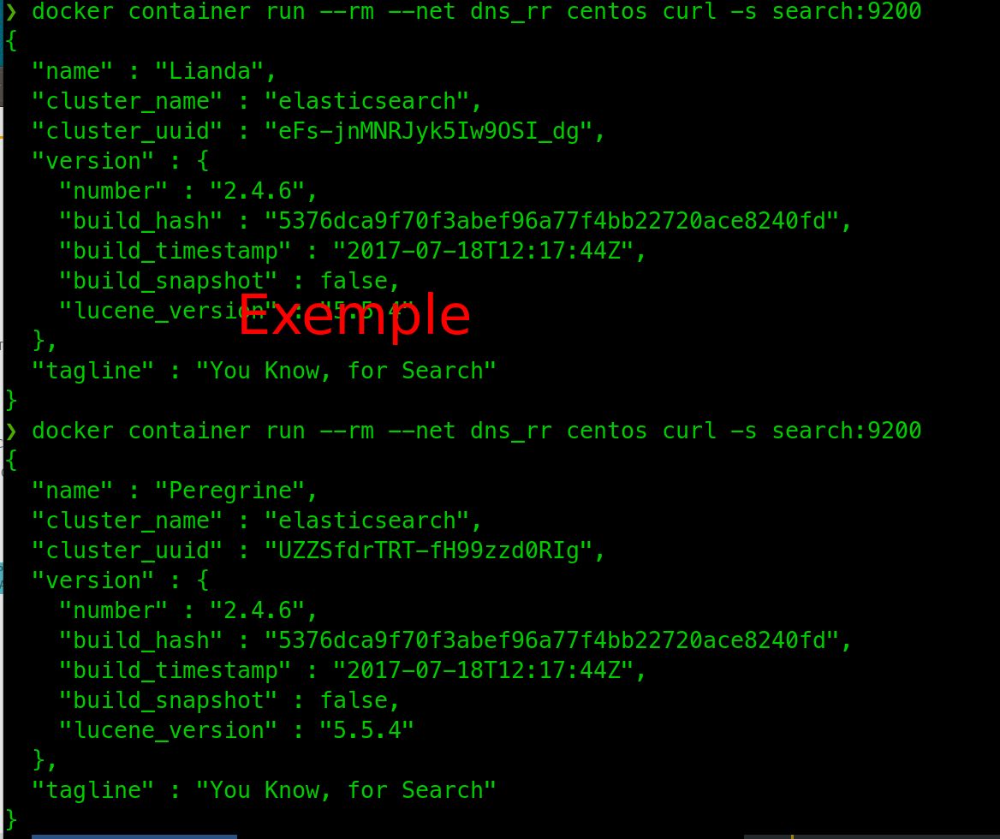 ❯ docker container run --rm --net dns_rr centos curl -s search:9200
{
  "name" : "Lianda",
  "cluster_name" : "elasticsearch",
  "cluster_uuid" : "eFs-jnMNRJyk5Iw9OSI_dg",
  "version" : {
    "number" : "2.4.6",
    "build_hash" : "5376dca9f70f3abef96a77f4bb22720ace8240fd",
    "build_timestamp" : "2017-07-18T12:17:44Z",
    "build_snapshot" : false,
    "lucene_version" : "5.5.4"
Exemple
  },
  "tagline" : "You Know, for Search"
}
❯ docker container run --rm --net dns_rr centos curl -s search:9200
{
  "name" : "Peregrine",
  "cluster_name" : "elasticsearch",
  "cluster_uuid" : "UZZSfdrTRT-fH99zzd0RIg",
  "version" : {
    "number" : "2.4.6",
    "build_hash" : "5376dca9f70f3abef96a77f4bb22720ace8240fd",
    "build_timestamp" : "2017-07-18T12:17:44Z",
    "build_snapshot" : false,
    "lucene_version" : "5.5.4"
  },
  "tagline" : "You Know, for Search"
}